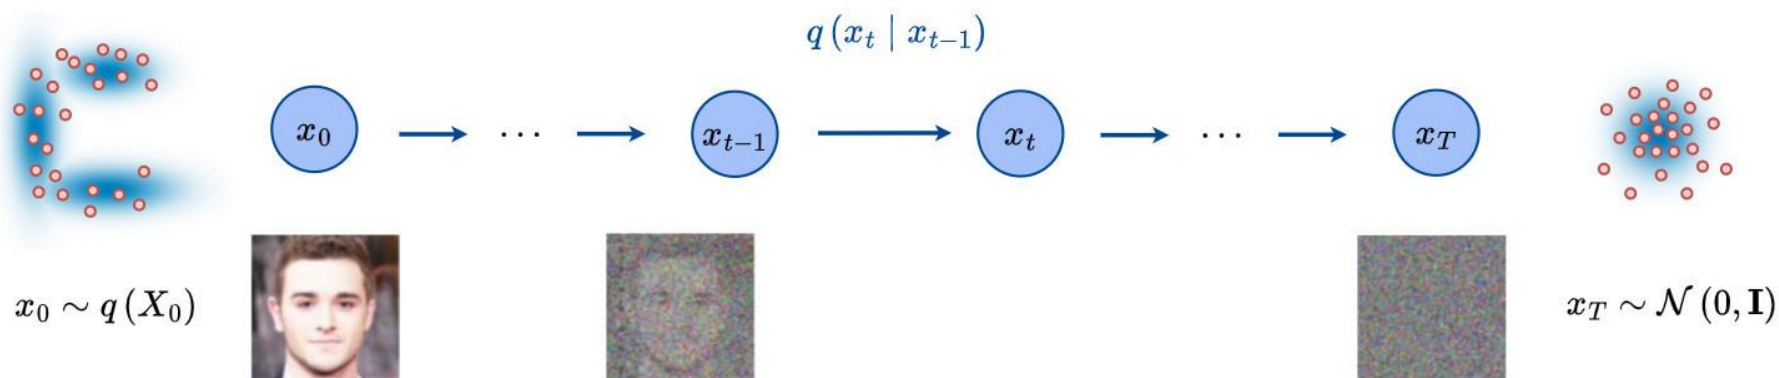 q (x_t | x_{t−1})
x_0 ⋯ x_{t−1} x_t ⋯ x_T
x_0 ∼ q (X_0) x_T ∼ 𝒩 (0, 𝐈)